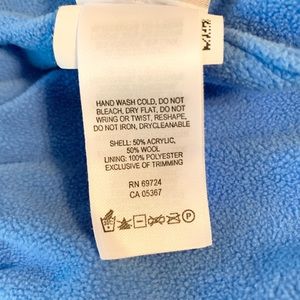 HAND WASH COLD, DO NOT
BLEACH, DRY FLAT, DO NOT
WRING OR TWIST, RESHAPE,
DO NOT IRON, DRYCLEANABLE
SHELL: 50% ACRYLIC,
50% WOOL
LINING: 100% POLYESTER
EXCLUSIVE OF TRIMMING
RN 69724
CA 05367
P